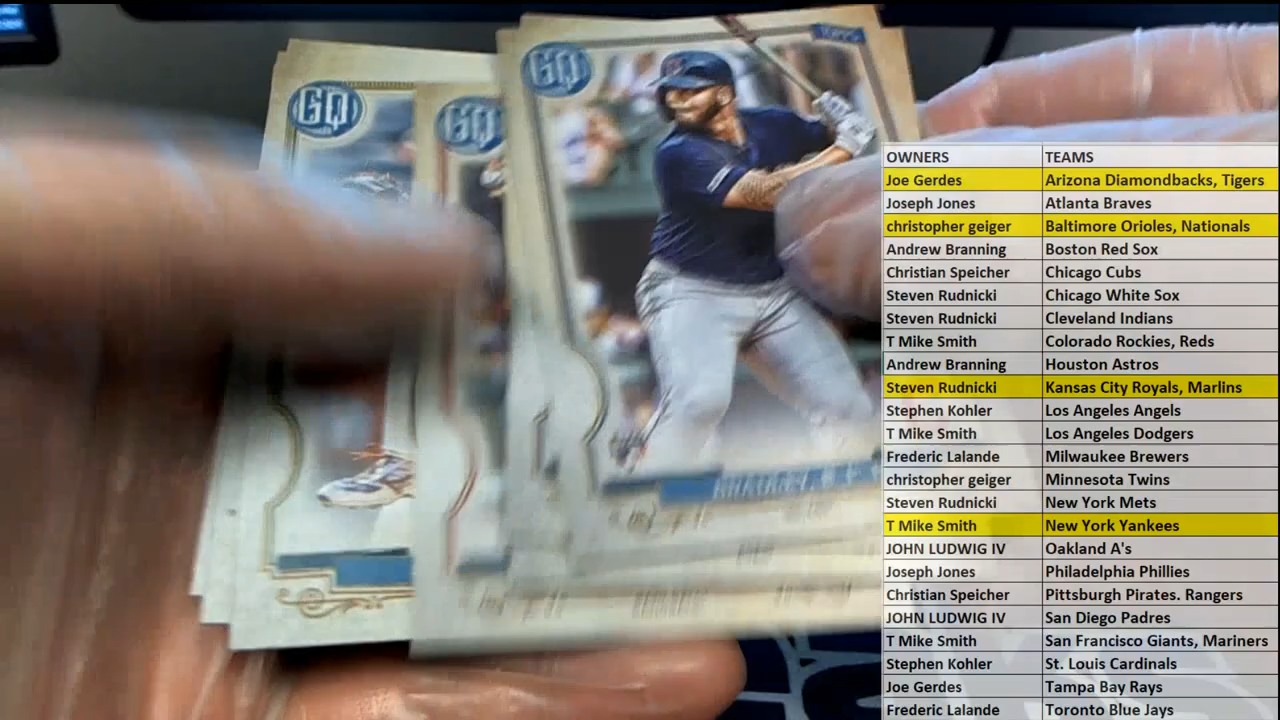 GQ
GQ
GQ
TOPPS
OWNERS TEAMS
Joe Gerdes Arizona Diamondbacks, Tigers
Joseph Jones Atlanta Braves
christopher geiger Baltimore Orioles, Nationals
Andrew Branning Boston Red Sox
Christian Speicher Chicago Cubs
Steven Rudnicki Chicago White Sox
Steven Rudnicki Cleveland Indians
T Mike Smith Colorado Rockies, Reds
Andrew Branning Houston Astros
Steven Rudnicki Kansas City Royals, Marlins
Stephen Kohler Los Angeles Angels
T Mike Smith Los Angeles Dodgers
Frederic Lalande Milwaukee Brewers
christopher geiger Minnesota Twins
Steven Rudnicki New York Mets
T Mike Smith New York Yankees
JOHN LUDWIG IV Oakland A's
Joseph Jones Philadelphia Phillies
Christian Speicher Pittsburgh Pirates. Rangers
JOHN LUDWIG IV San Diego Padres
T Mike Smith San Francisco Giants, Mariners
Stephen Kohler St. Louis Cardinals
Joe Gerdes Tampa Bay Rays
Frederic Lalande Toronto Blue Jays